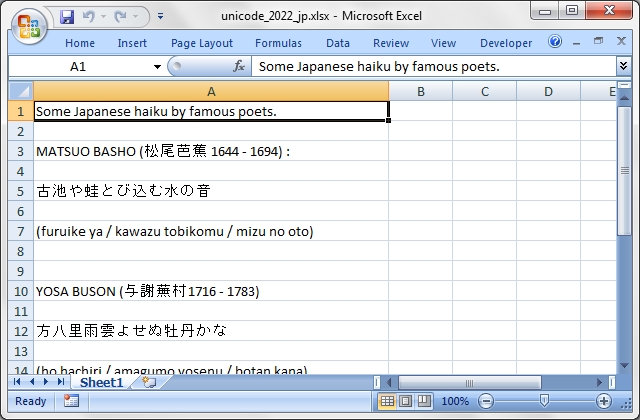 unicode_2022_jp.xlsx - Microsoft Excel
Home Insert Page Layout Formulas Data Review View Developer
A1 fx Some Japanese haiku by famous poets.
A B C D E
1 Some Japanese haiku by famous poets.
2
3 MATSUO BASHO (松尾芭蕉 1644 - 1694) :
4
5 古池や蛙とび込む水の音
6
7 (furuike ya / kawazu tobikomu / mizu no oto)
8
9
10 YOSA BUSON (与謝蕪村1716 - 1783)
11
12 方八里雨雲よせぬ牡丹かな
13
14 (ho hachiri / amagumo yosenu / botan kana)
Sheet1
Ready 100%